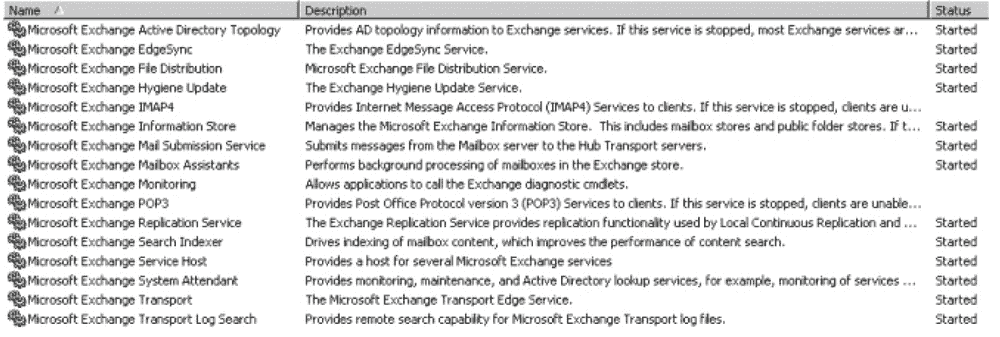 Name Description Status
Microsoft Exchange Active Directory Topology Provides AD topology information to Exchange services. If this service is stopped, most Exchange services ar... Started
Microsoft Exchange EdgeSync The Exchange EdgeSync Service. Started
Microsoft Exchange File Distribution Microsoft Exchange File Distribution Service. Started
Microsoft Exchange Hygiene Update The Exchange Hygiene Update Service. Started
Microsoft Exchange IMAP4 Provides Internet Message Access Protocol (IMAP4) Services to clients. If this service is stopped, clients are u...
Microsoft Exchange Information Store Manages the Microsoft Exchange Information Store. This includes mailbox stores and public folder stores. If t... Started
Microsoft Exchange Mail Submission Service Submits messages from the Mailbox server to the Hub Transport servers. Started
Microsoft Exchange Mailbox Assistants Performs background processing of mailboxes in the Exchange store. Started
Microsoft Exchange Monitoring Allows applications to call the Exchange diagnostic cmdlets.
Microsoft Exchange POP3 Provides Post Office Protocol version 3 (POP3) Services to clients. If this service is stopped, clients are unable...
Microsoft Exchange Replication Service The Exchange Replication Service provides replication functionality used by Local Continuous Replication and ... Started
Microsoft Exchange Search Indexer Drives indexing of mailbox content, which improves the performance of content search. Started
Microsoft Exchange Service Host Provides a host for several Microsoft Exchange services Started
Microsoft Exchange System Attendant Provides monitoring, maintenance, and Active Directory lookup services, for example, monitoring of services ... Started
Microsoft Exchange Transport The Microsoft Exchange Transport Edge Service. Started
Microsoft Exchange Transport Log Search Provides remote search capability for Microsoft Exchange Transport log files. Started